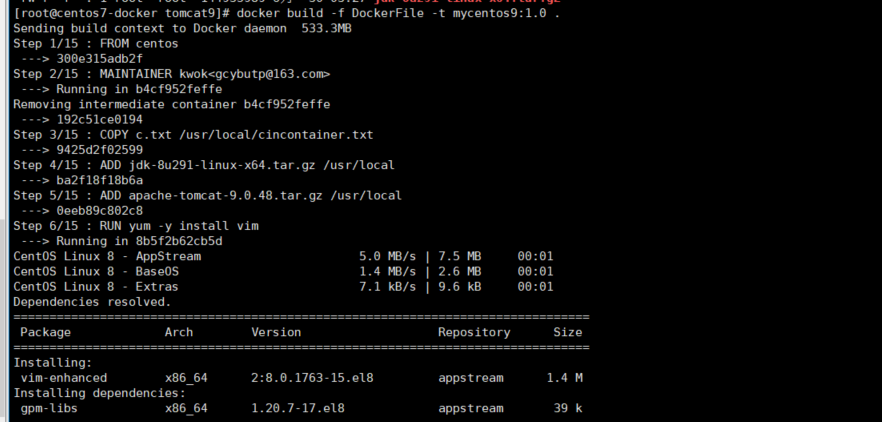 [root@centos7-docker tomcat9]# docker build -f DockerFile -t mycentos9:1.0 .
Sending build context to Docker daemon  533.3MB
Step 1/15 : FROM centos
 ---> 300e315adb2f
Step 2/15 : MAINTAINER kwok<gcybutp@163.com>
 ---> Running in b4cf952feffe
Removing intermediate container b4cf952feffe
 ---> 192c51ce0194
Step 3/15 : COPY c.txt /usr/local/cincontainer.txt
 ---> 9425d2f02599
Step 4/15 : ADD jdk-8u291-linux-x64.tar.gz /usr/local
 ---> ba2f18f18b6a
Step 5/15 : ADD apache-tomcat-9.0.48.tar.gz /usr/local
 ---> 0eeb89c802c8
Step 6/15 : RUN yum -y install vim
 ---> Running in 8b5f2b62cb5d
CentOS Linux 8 - AppStream                      5.0 MB/s | 7.5 MB     00:01
CentOS Linux 8 - BaseOS                         1.4 MB/s | 2.6 MB     00:01
CentOS Linux 8 - Extras                         7.1 kB/s | 9.6 kB     00:01
Dependencies resolved.
================================================================================
 Package             Arch        Version                   Repository      Size
================================================================================
Installing:
 vim-enhanced        x86_64      2:8.0.1763-15.el8         appstream      1.4 M
Installing dependencies:
 gpm-libs            x86_64      1.20.7-17.el8             appstream       39 k